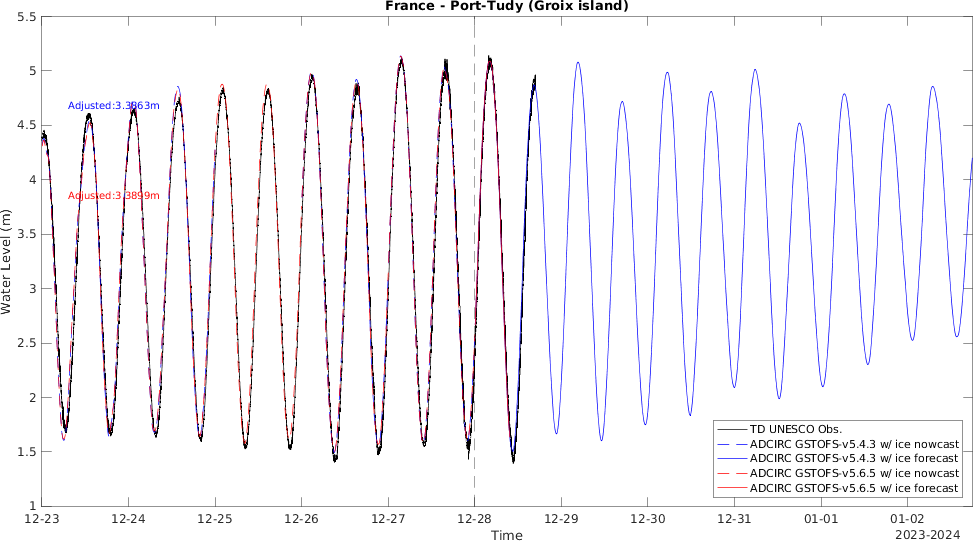 France - Port-Tudy (Groix island)
5.5
5
4.5
4
3.5
3
2.5
2
1.5
1
Water Level (m)
Adjusted:3.3863m
Adjusted:3.3899m
TD UNESCO Obs.
ADCIRC GSTOFS-v5.4.3 w/ ice nowcast
ADCIRC GSTOFS-v5.4.3 w/ ice forecast
ADCIRC GSTOFS-v5.6.5 w/ ice nowcast
ADCIRC GSTOFS-v5.6.5 w/ ice forecast
12-23 12-24 12-25 12-26 12-27 12-28 12-29 12-30 12-31 01-01 01-02
Time
2023-2024